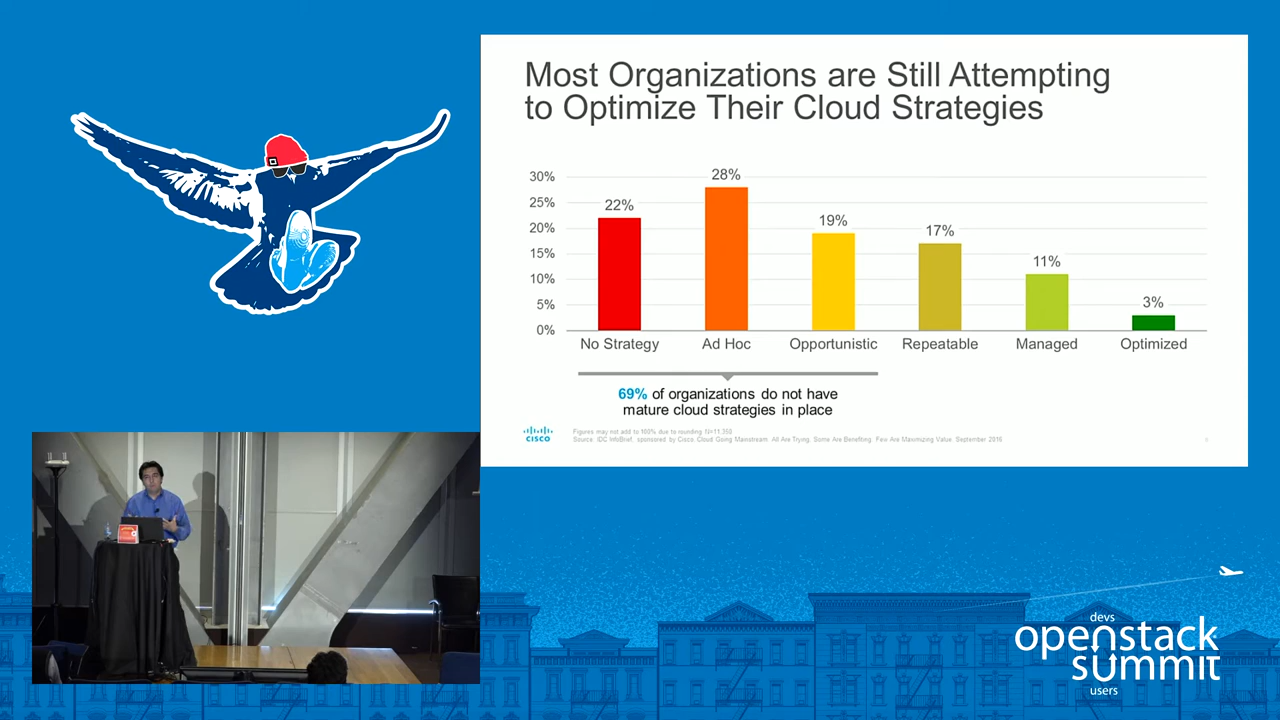 Most Organizations are Still Attempting
to Optimize Their Cloud Strategies
30%
25%
20%
15%
10%
5%
0%
22%
28%
19%
17%
11%
3%
No Strategy
Ad Hoc
Opportunistic
Repeatable
Managed
Optimized
69% of organizations do not have
mature cloud strategies in place
CISCO
Figures may not add to 100% due to rounding. N=11,350
Source: IDC InfoBrief, sponsored by Cisco, Cloud Going Mainstream. All Are Trying. Some Are Benefiting. Few Are Maximizing Value. September 2016
devs
openstack
summit
users